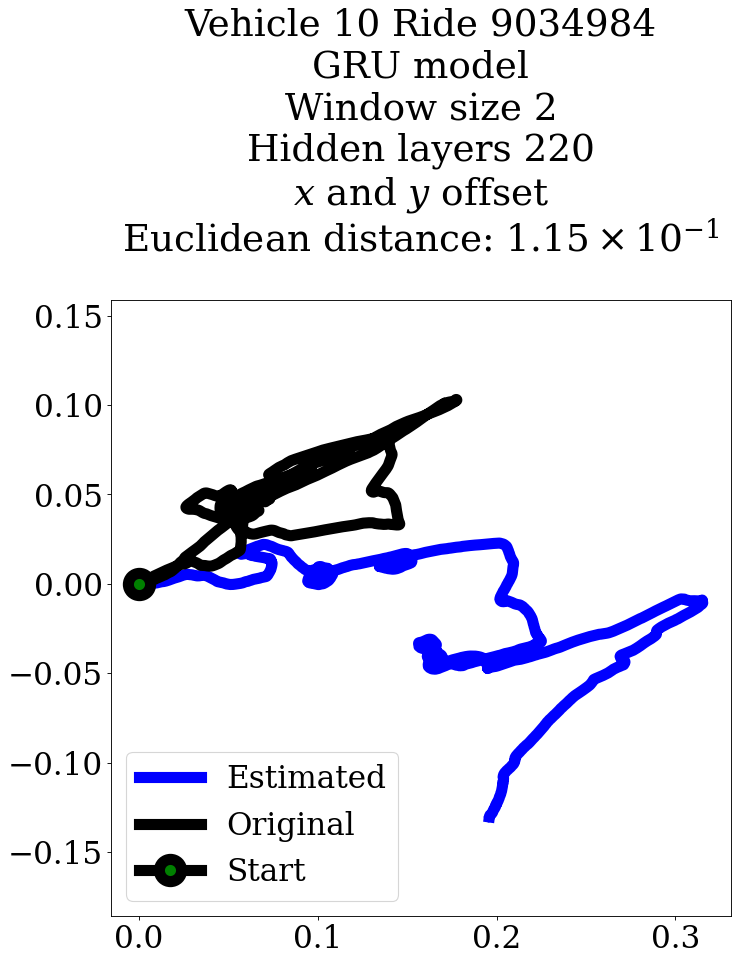 Vehicle 10 Ride 9034984
GRU model
Window size 2
Hidden layers 220
x and y offset
Euclidean distance: 1.15 × 10⁻¹
0.15
0.10
0.05
0.00
−0.05
−0.10
−0.15
Estimated
Original
Start
0.0 0.1 0.2 0.3